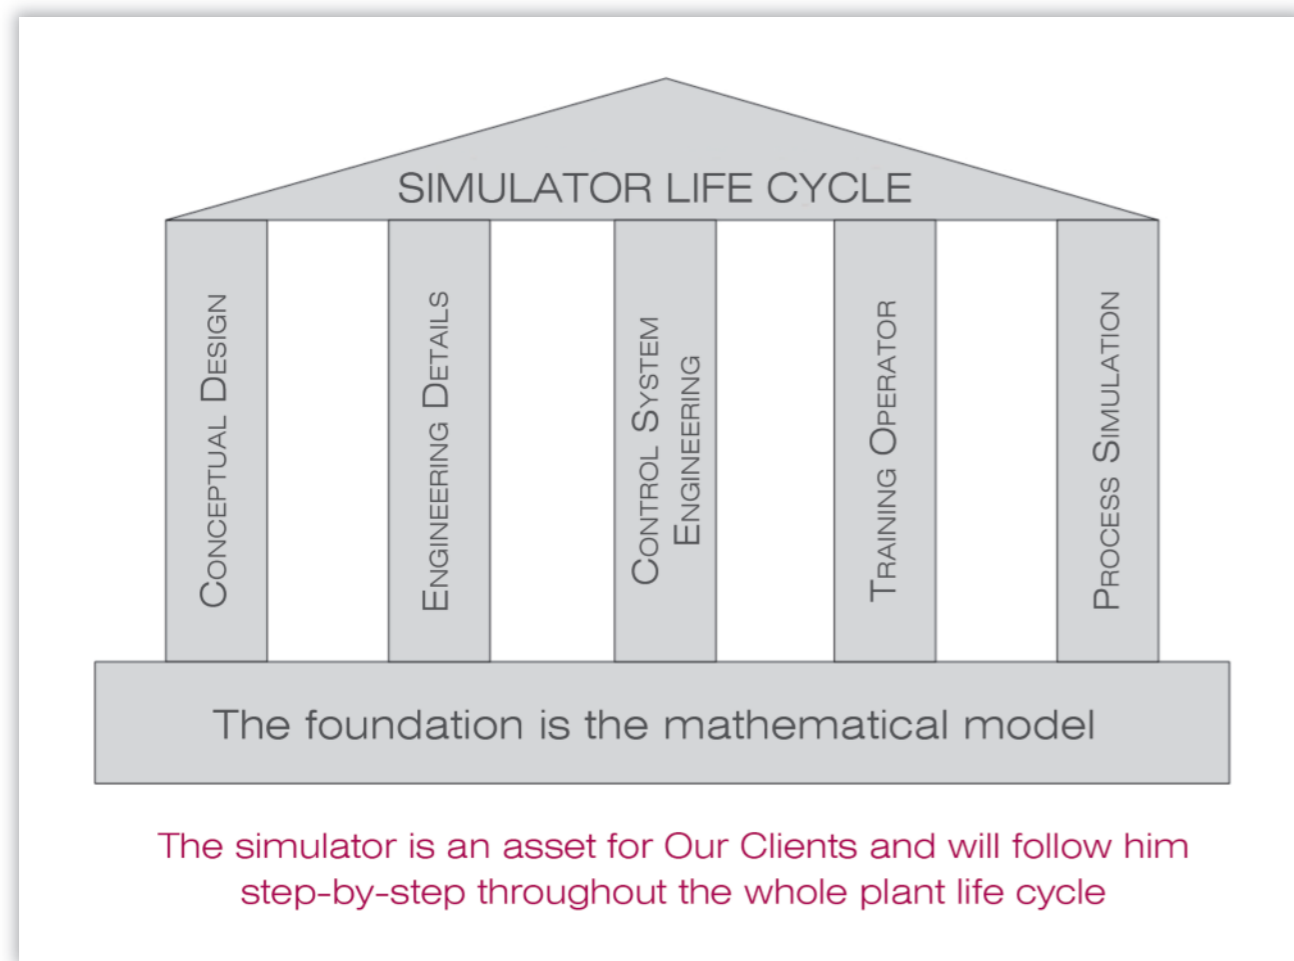 SIMULATOR LIFE CYCLE
CONCEPTUAL DESIGN
ENGINEERING DETAILS
CONTROL SYSTEM
ENGINEERING
TRAINING OPERATOR
PROCESS SIMULATION
The foundation is the mathematical model
The simulator is an asset for Our Clients and will follow him
step-by-step throughout the whole plant life cycle